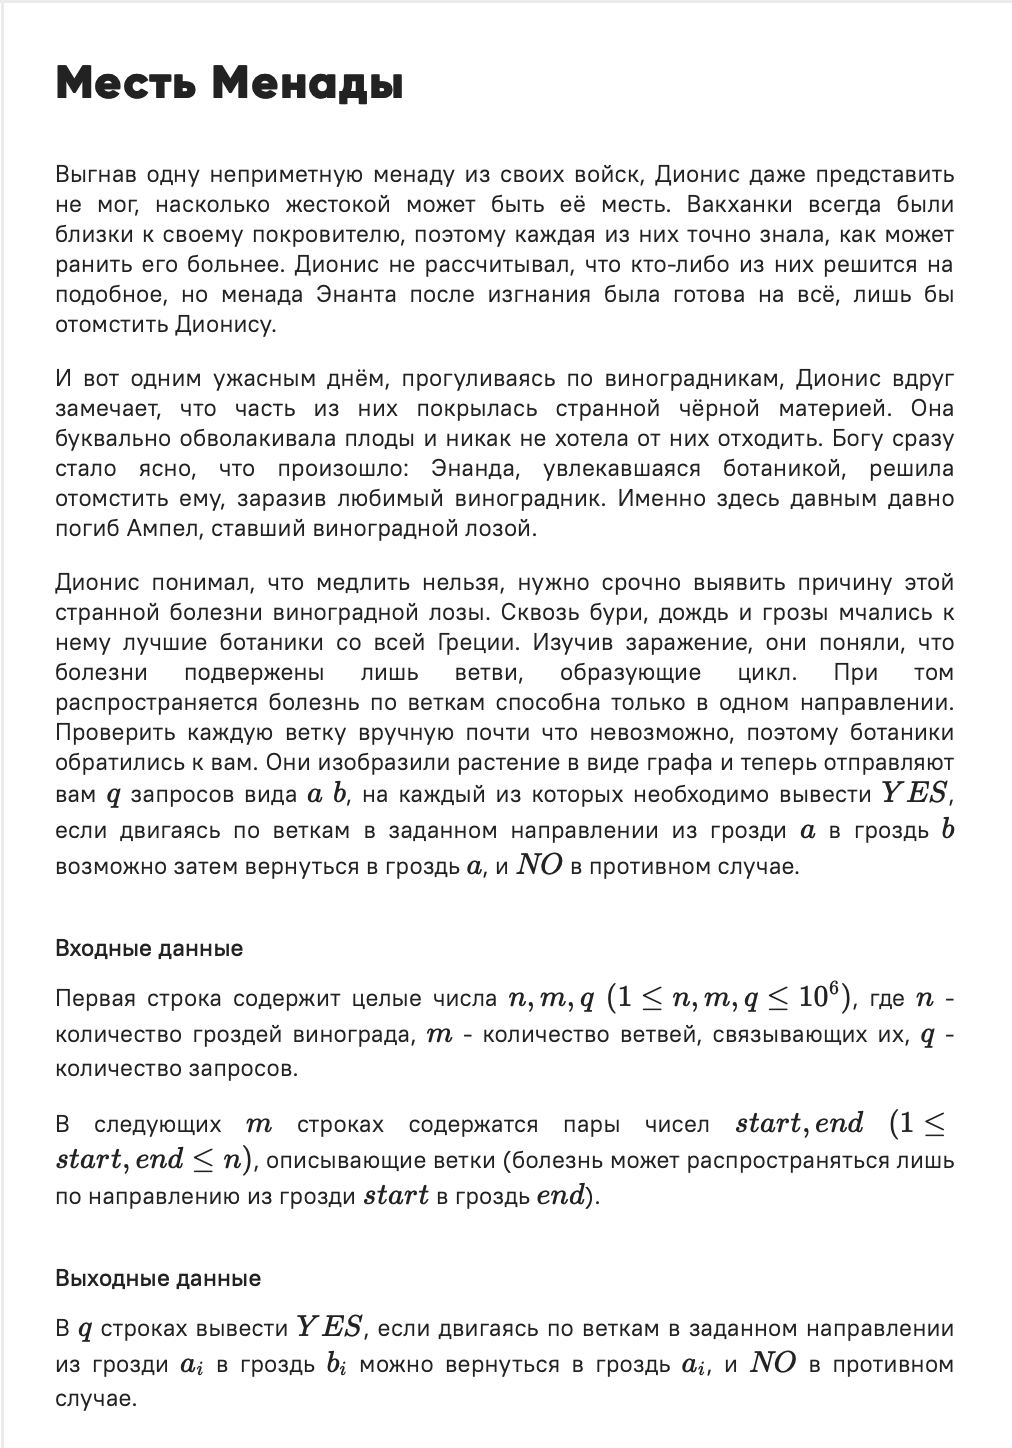 Месть Менады
Выгнав одну неприметную менаду из своих войск, Дионис даже представить
не мог, насколько жестокой может быть её месть. Вакханки всегда были
близки к своему покровителю, поэтому каждая из них точно знала, как может
ранить его больнее. Дионис не рассчитывал, что кто-либо из них решится на
подобное, но менада Энанта после изгнания была готова на всё, лишь бы
отомстить Дионису.
И вот одним ужасным днём, прогуливаясь по виноградникам, Дионис вдруг
замечает, что часть из них покрылась странной чёрной материей. Она
буквально обволакивала плоды и никак не хотела от них отходить. Богу сразу
стало ясно, что произошло: Энанда, увлекавшаяся ботаникой, решила
отомстить ему, заразив любимый виноградник. Именно здесь давным давно
погиб Ампел, ставший виноградной лозой.
Дионис понимал, что медлить нельзя, нужно срочно выявить причину этой
странной болезни виноградной лозы. Сквозь бури, дождь и грозы мчались к
нему лучшие ботаники со всей Греции. Изучив заражение, они поняли, что
болезни подвержены лишь ветви, образующие цикл. При том
распространяется болезнь по веткам способна только в одном направлении.
Проверить каждую ветку вручную почти что невозможно, поэтому ботаники
обратились к вам. Они изобразили растение в виде графа и теперь отправляют
вам q запросов вида a b, на каждый из которых необходимо вывести YES,
если двигаясь по веткам в заданном направлении из грозди a в гроздь b
возможно затем вернуться в гроздь a, и NO в противном случае.
Входные данные
Первая строка содержит целые числа n, m, q (1 ≤ n, m, q ≤ 10⁶), где n -
количество гроздей винограда, m - количество ветвей, связывающих их, q -
количество запросов.
В следующих m строках содержатся пары чисел start, end (1 ≤
start, end ≤ n), описывающие ветки (болезнь может распространяться лишь
по направлению из грозди start в гроздь end).
Выходные данные
В q строках вывести YES, если двигаясь по веткам в заданном направлении
из грозди aᵢ в гроздь bᵢ можно вернуться в гроздь aᵢ, и NO в противном
случае.